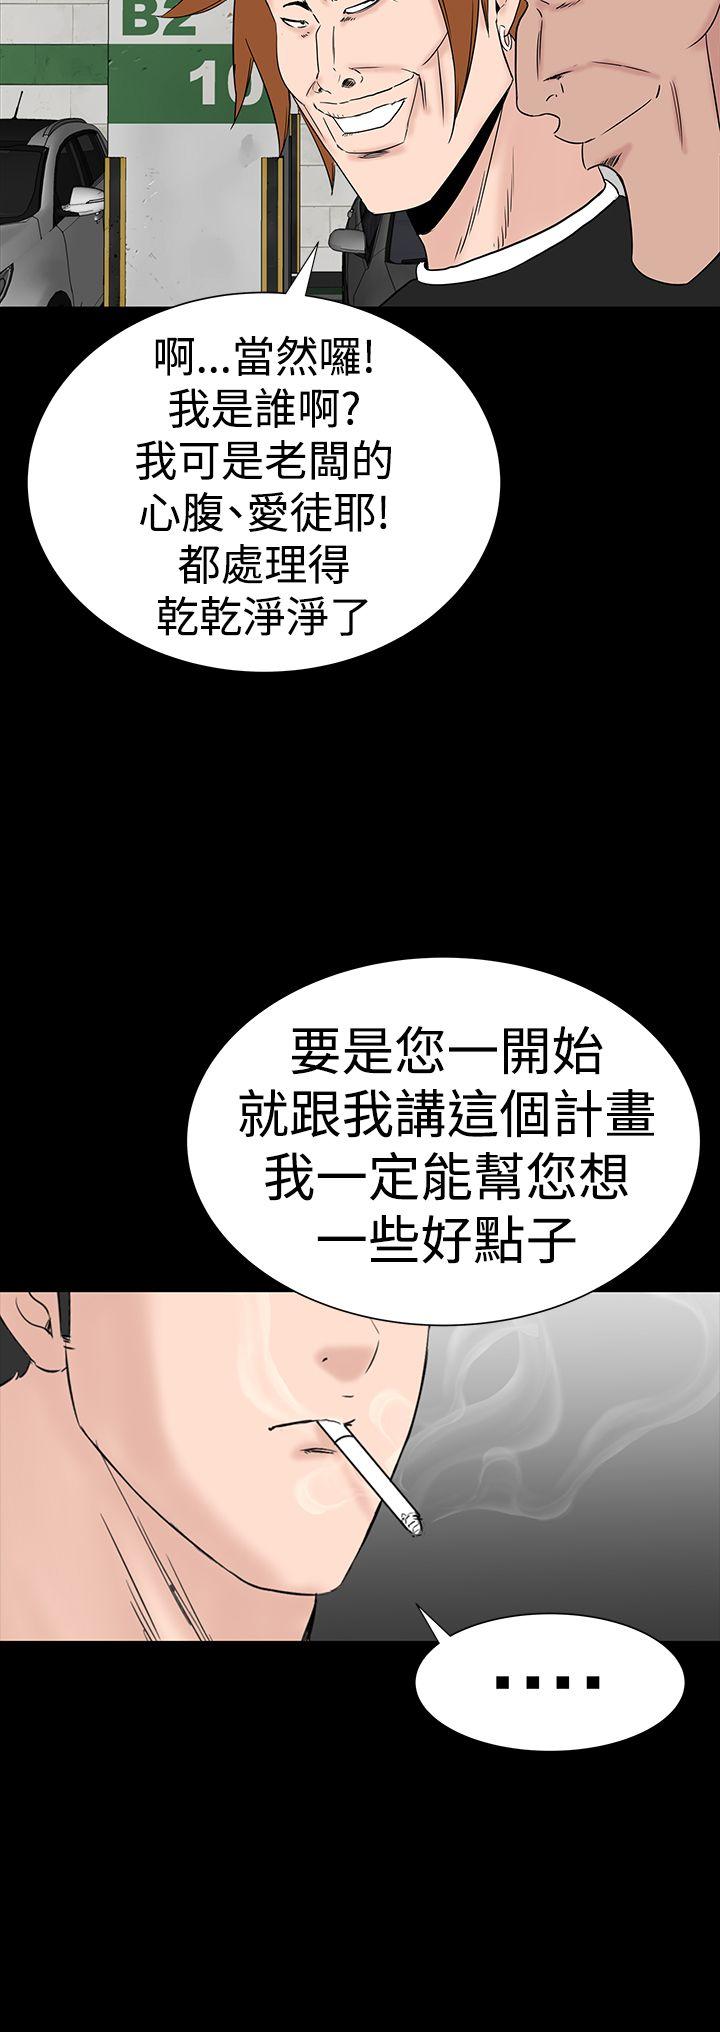 B2
10
啊...當然囉!
我是誰啊?
我可是老闆的
心腹、愛徒耶!
都處理得
乾乾淨淨了
要是您一開始
就跟我講這個計畫
我一定能幫您想
一些好點子
....